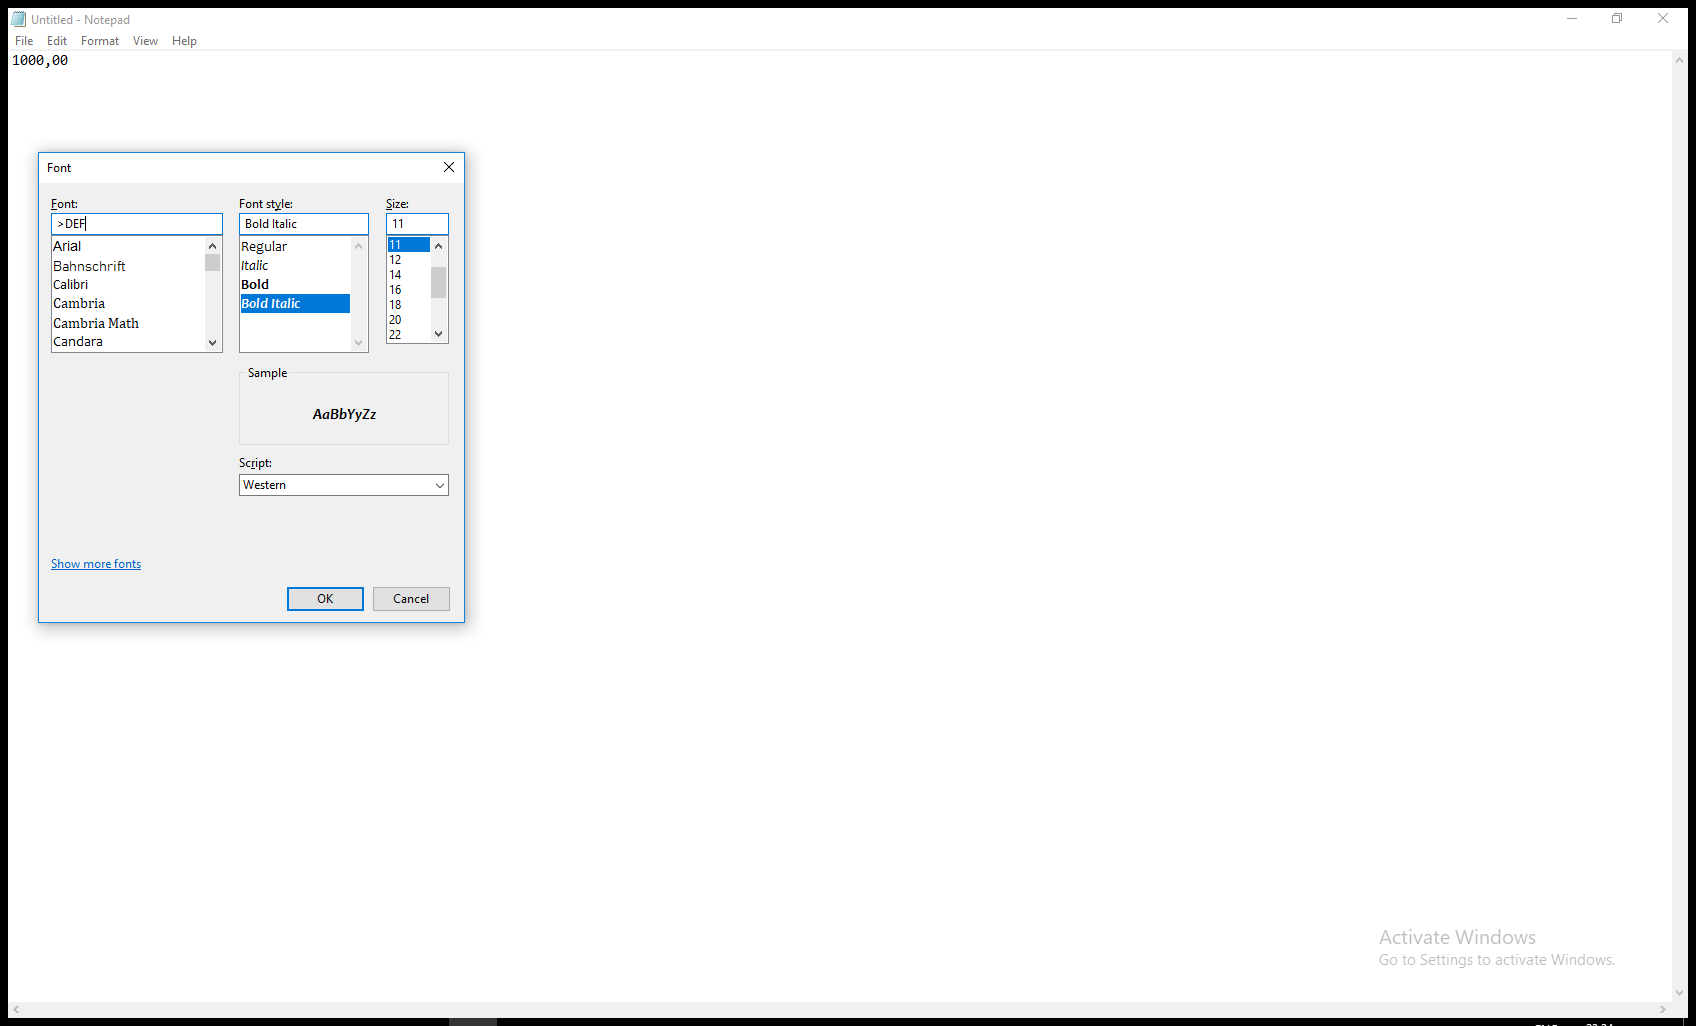 Untitled - Notepad
File Edit Format View Help
1000,00
Font
Font: Font style: Size:
>DEF Bold Italic 11
Arial Regular 11
Bahnschrift Italic 12
Calibri Bold 14
Cambria Bold Italic 16
Cambria Math 18
Candara 20
22
Sample
AaBbYyZz
Script:
Western
Show more fonts
OK Cancel
Activate Windows
Go to Settings to activate Windows.